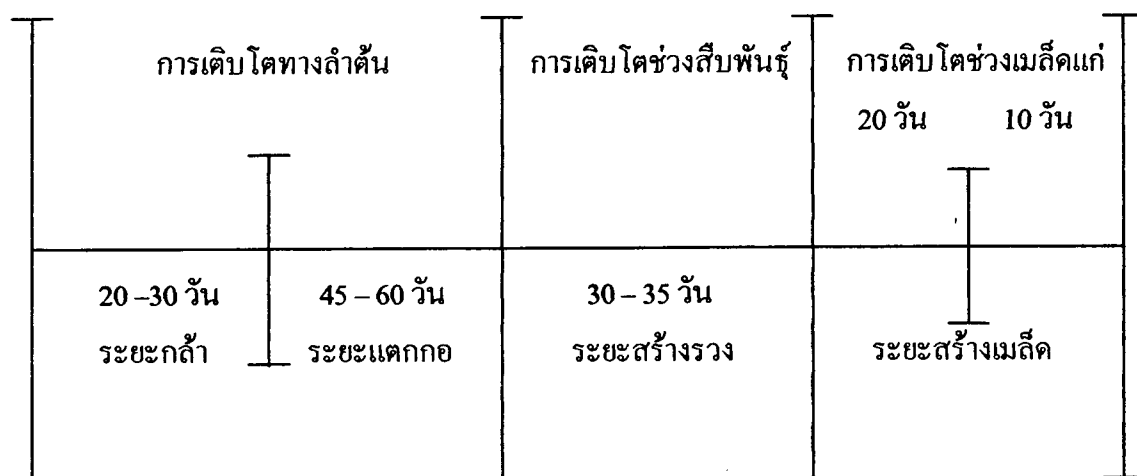 การเติบโตทางลำต้น การเติบโตช่วงสืบพันธุ์ การเติบโตช่วงเมล็ดแก่
20 วัน 10 วัน
20 –30 วัน 45 – 60 วัน 30 – 35 วัน
ระยะกล้า ระยะแตกกอ ระยะสร้างรวง ระยะสร้างเมล็ด